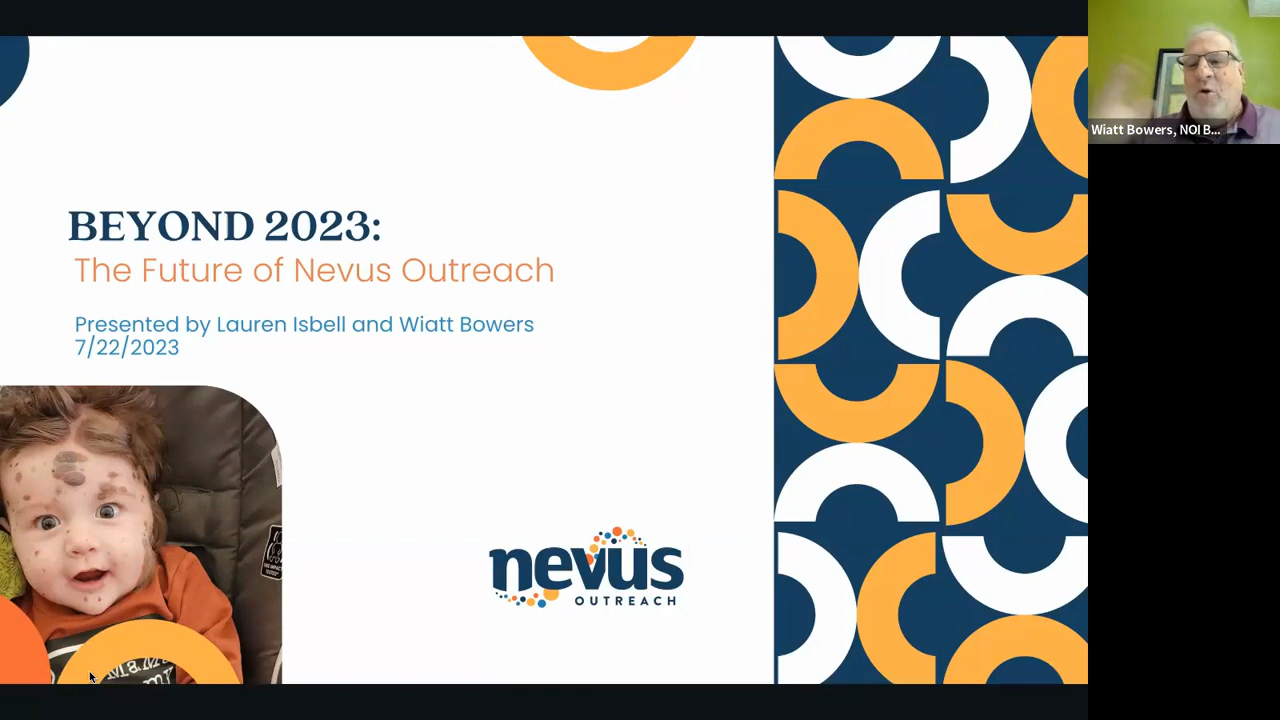 BEYOND 2023:
The Future of Nevus Outreach
Presented by Lauren Isbell and Wiatt Bowers
7/22/2023
nevus
OUTREACH
Wiatt Bowers, NOI B...